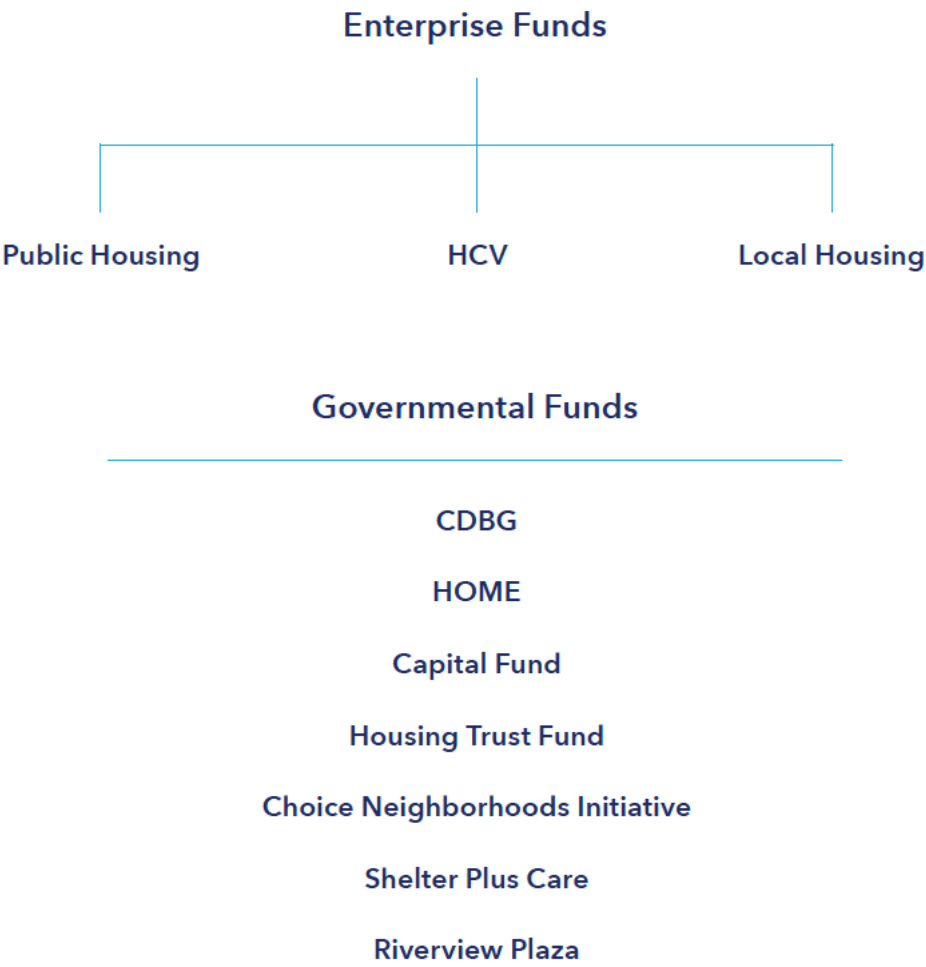 Enterprise Funds
Public Housing
HCV
Local Housing
Governmental Funds
CDBG
HOME
Capital Fund
Housing Trust Fund
Choice Neighborhoods Initiative
Shelter Plus Care
Riverview Plaza